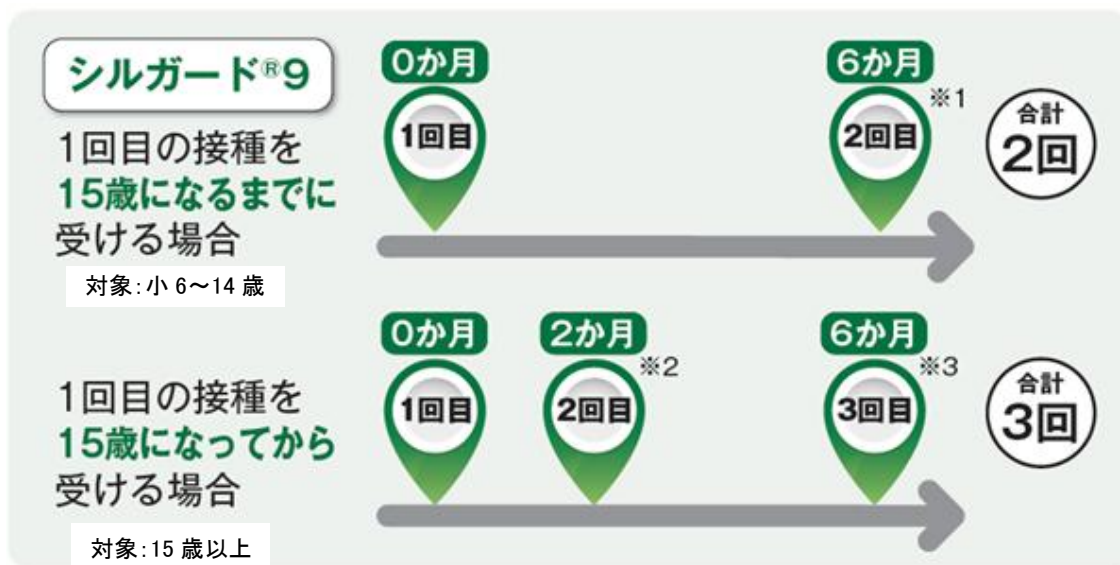 シルガード®9
1回目の接種を
15歳になるまでに
受ける場合
対象:小6～14歳
0か月
1回目
6か月
※1
2回目
合計
2回
1回目の接種を
15歳になってから
受ける場合
対象:15歳以上
0か月
1回目
2か月
※2
2回目
6か月
※3
3回目
合計
3回